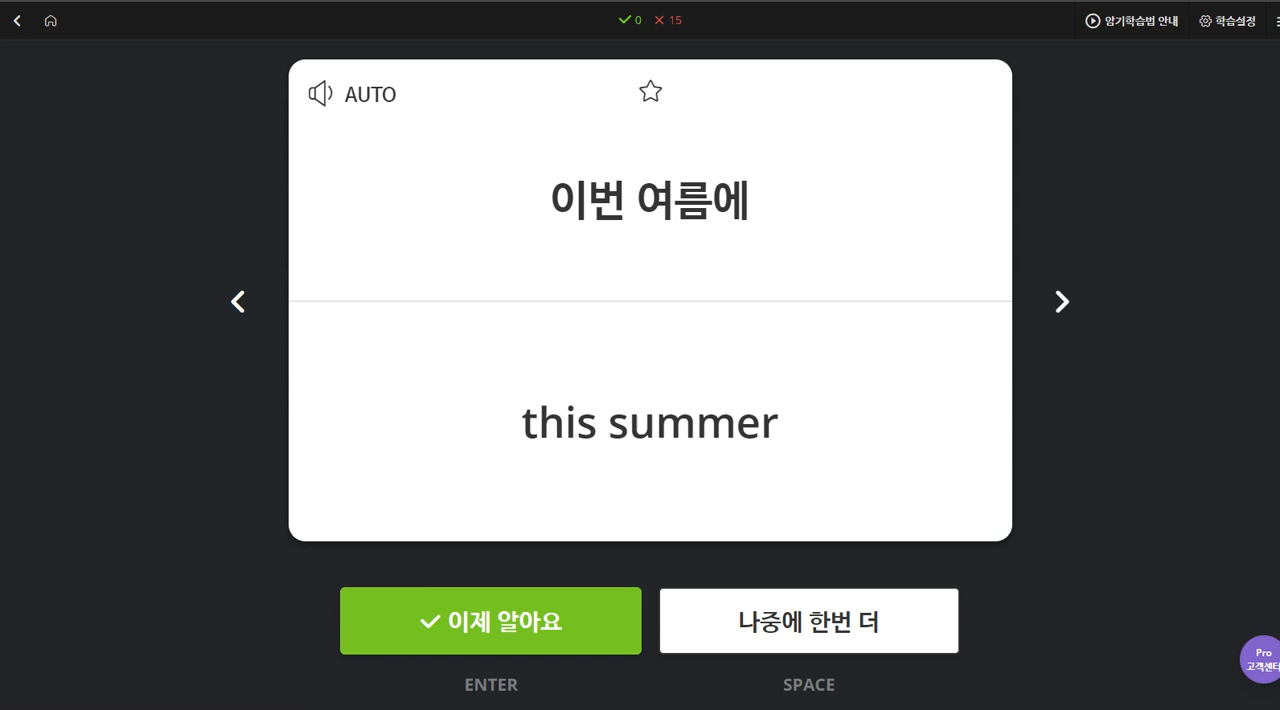 0 15
암기학습법 안내 학습설정
AUTO
이번 여름에
this summer
이제 알아요 나중에 한번 더
ENTER SPACE
Pro
고객센터